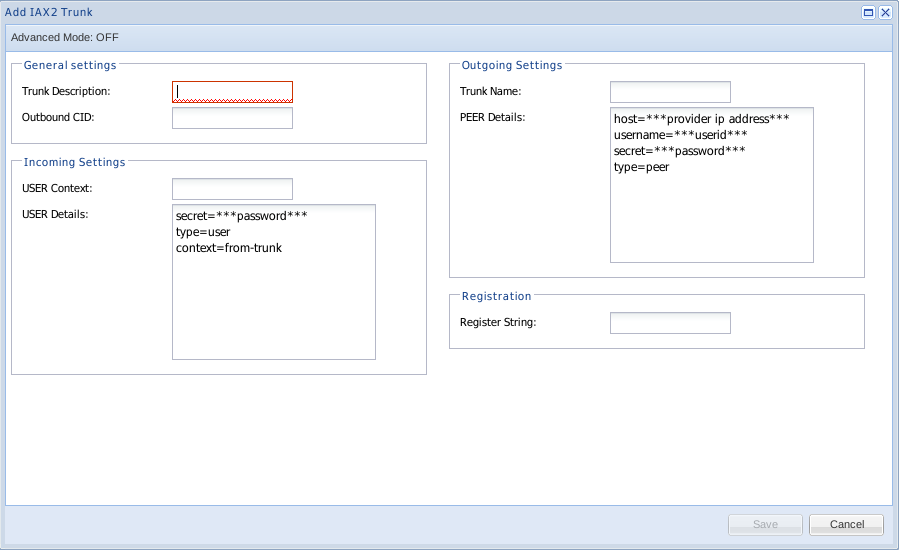 Add IAX2 Trunk
Advanced Mode: OFF
General settings
Trunk Description:
Outbound CID:
Incoming Settings
USER Context:
USER Details:
secret=***password***
type=user
context=from-trunk
Outgoing Settings
Trunk Name:
PEER Details:
host=***provider ip address***
username=***userid***
secret=***password***
type=peer
Registration
Register String:
Save
Cancel